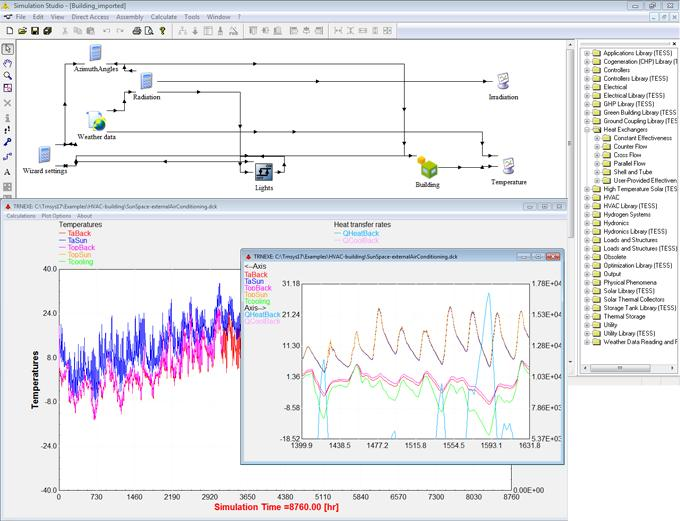 Simulation Studio - [Building_imported]
File Edit View Direct Access Assembly Calculate Tools Window ?
AzimuthAngles
Radiation
Irradiation
Weather data
Wizard settings
Lights
Building
Temperature
Applications Library (TESS)
Cogeneration (CHP) Library (T
Controllers
Controllers Library (TESS)
Electrical
Electrical Library (TESS)
GHP Library (TESS)
Green Building Library (TESS)
Ground Coupling Library (TES
Heat Exchangers
Constant Effectiveness
Counter Flow
Cross Flow
Parallel Flow
Shell and Tube
User-Provided Effectiven
High Temperature Solar (TESS
HVAC
HVAC Library (TESS)
Hydrogen Systems
Hydronics
Hydronics Library (TESS)
Loads and Structures
Loads and Structures (TESS)
Obsolete
Optimization Library (TESS)
Output
Physical Phenomena
Solar Library (TESS)
Solar Thermal Collectors
Storage Tank Library (TESS)
Thermal Storage
Utility
Utility Library (TESS)
Weather Data Reading and P
TRNEXE: C:\Trnsys17\Examples\HVAC-building\SunSpace-externalAirConditioning.dck
Calculations Plot Options About
Temperatures
TaBack
TaSun
TopBack
TopSun
Tcooling
Heat transfer rates
QHeatBack
QCoolBack
40.0
24.0
8.0
-8.0
-24.0
-40.0
Temperatures
0 730 1460 2190 2920 3650 4380 5110 5840 6570 7300 8030 8760
0.00E+00
Simulation Time =8760.00 [hr]
TRNEXE: C:\Trnsys17\Examples\HVAC-building\SunSpace-externalAirConditioning.dck
<--Axis
TaBack
TaSun
TopBack
TopSun
Tcooling
Axis-->
QHeatBack
QCoolBack
31.18
21.24
11.30
1.36
-8.58
-18.52
1.78E+04
1.53E+04
1.28E+04
1.03E+04
7.86E+03
5.37E+03
1399.9 1438.5 1477.2 1515.8 1554.5 1593.1 1631.8